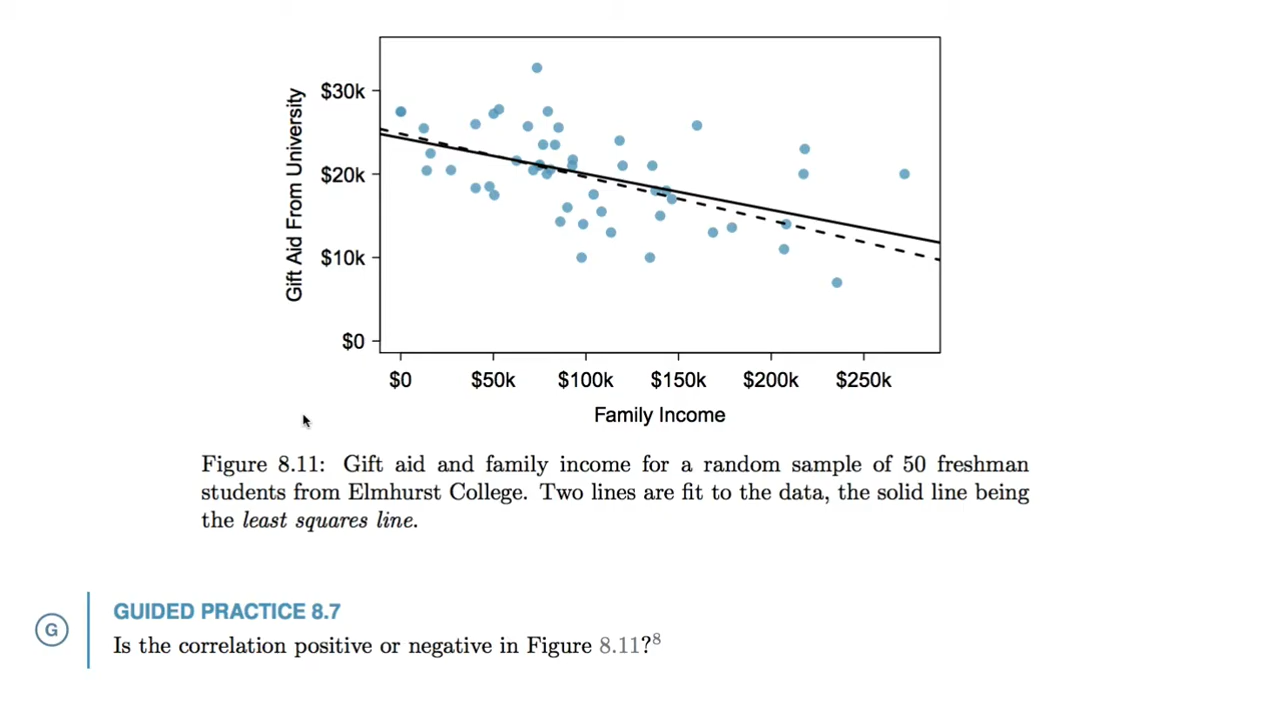 $30k
$20k
$10k
$0
Gift Aid From University
$0 $50k $100k $150k $200k $250k
Family Income
Figure 8.11: Gift aid and family income for a random sample of 50 freshman
students from Elmhurst College. Two lines are fit to the data, the solid line being
the least squares line.
G
GUIDED PRACTICE 8.7
Is the correlation positive or negative in Figure 8.11?⁸